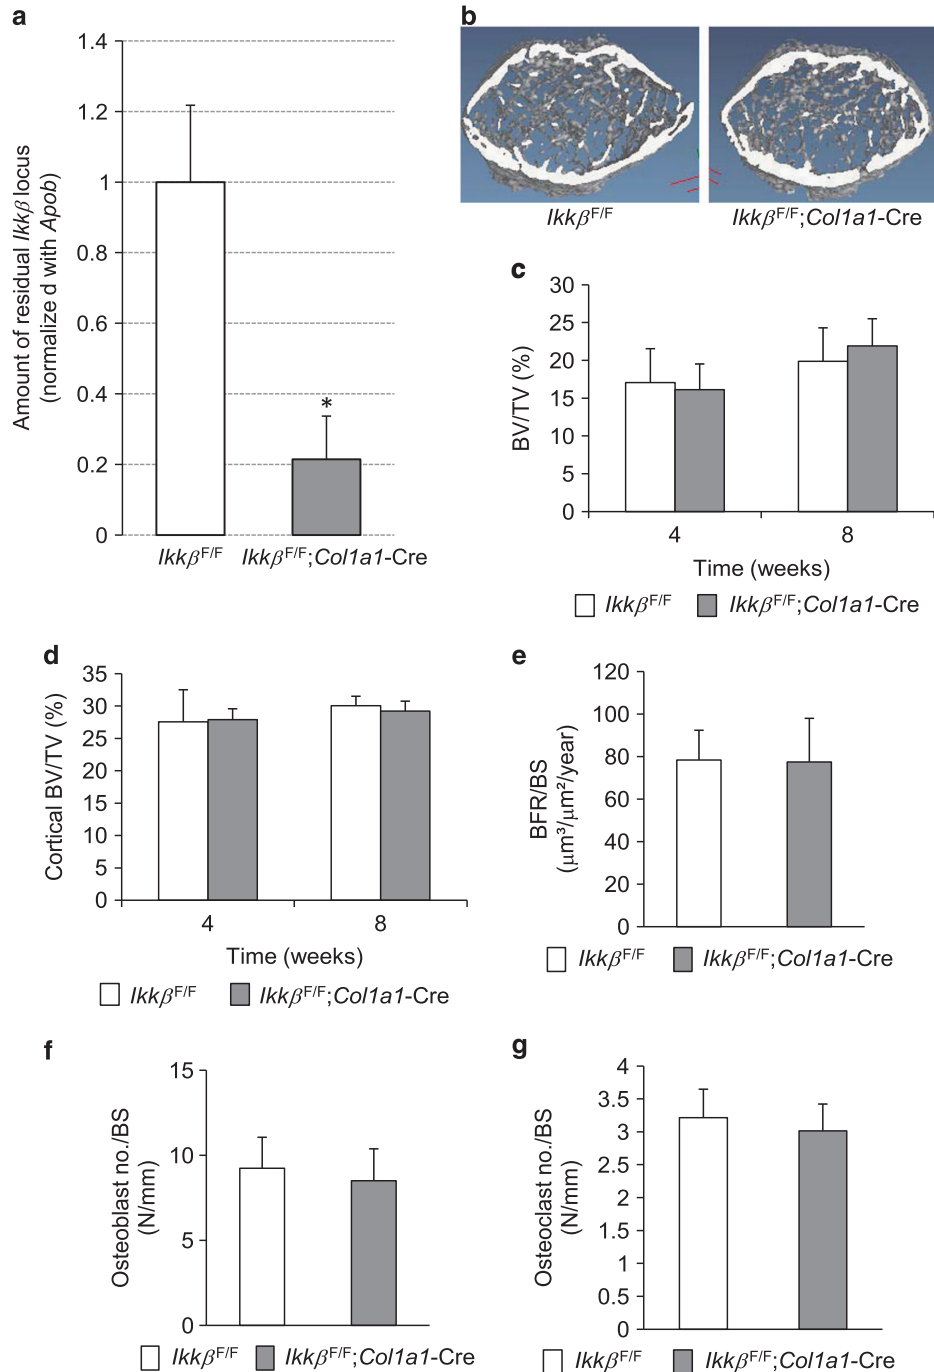 a
1.4
1.2
1
0.8
0.6
0.4
0.2
0
Amount of residual Ikkβ locus
(normalize d with Apob)
*
IkkβF/F
IkkβF/F;Col1a1-Cre
b
IkkβF/F
IkkβF/F;Col1a1-Cre
c
30
25
20
15
10
5
0
BV/TV (%)
4
8
Time (weeks)
IkkβF/F
IkkβF/F;Col1a1-Cre
d
35
30
25
20
15
10
5
0
Cortical BV/TV (%)
4
8
Time (weeks)
IkkβF/F
IkkβF/F;Col1a1-Cre
e
120
100
80
60
40
20
0
BFR/BS
(μm³/μm²/year)
IkkβF/F
IkkβF/F;Col1a1-Cre
f
15
10
5
0
Osteoblast no./BS
(N/mm)
IkkβF/F
IkkβF/F;Col1a1-Cre
g
4
3.5
3
2.5
2
1.5
1
0.5
0
Osteoclast no./BS
(N/mm)
IkkβF/F
IkkβF/F;Col1a1-Cre